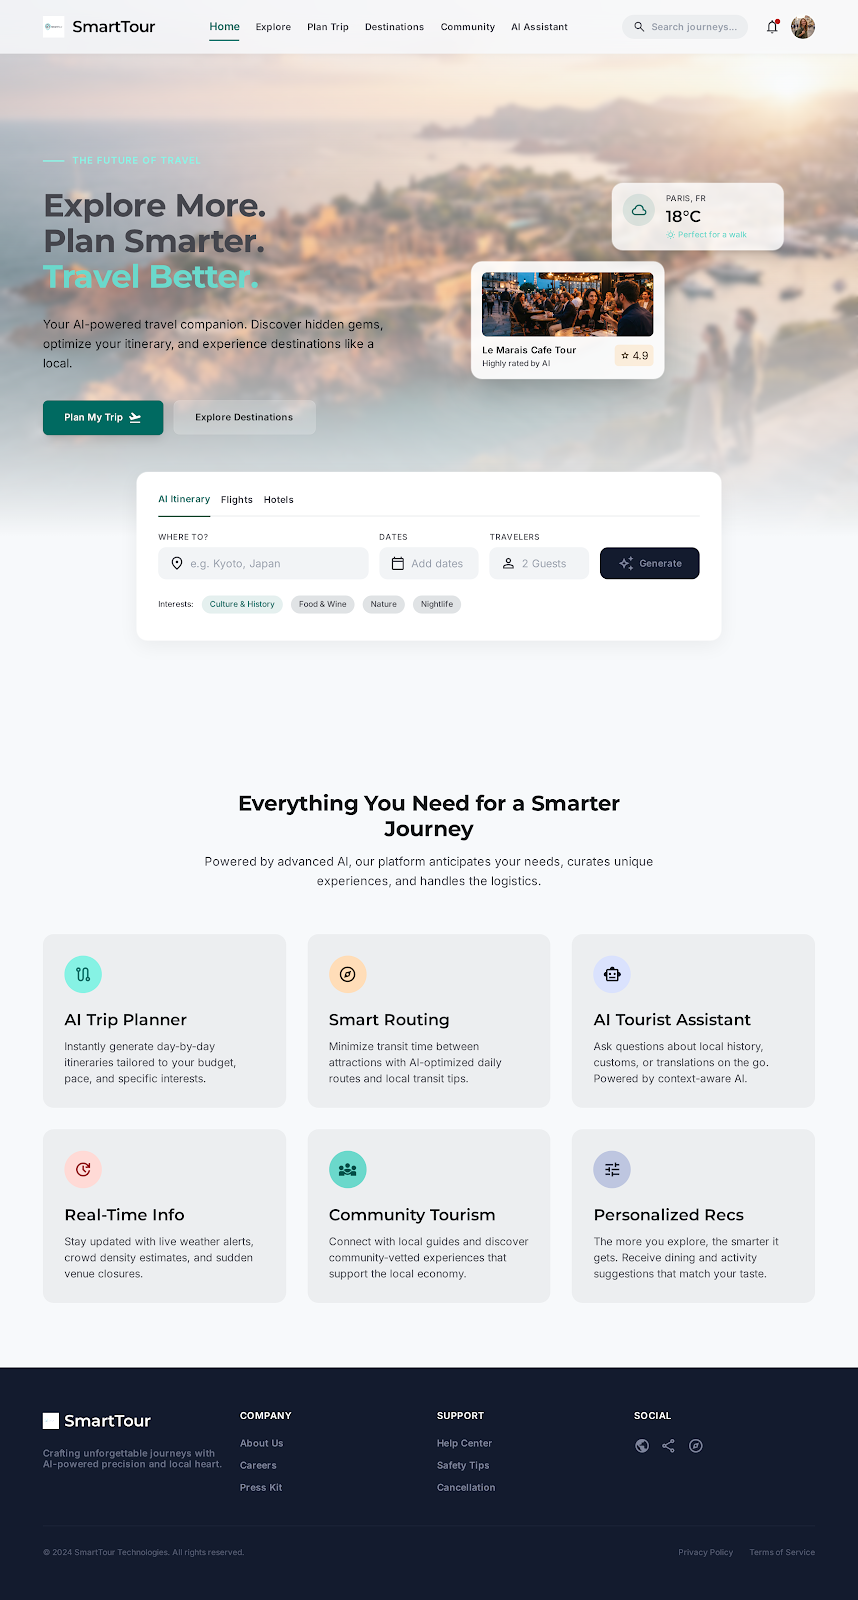 SmartTour
Home
Explore
Plan Trip
Destinations
Community
AI Assistant
Search journeys...
THE FUTURE OF TRAVEL
Explore More.
Plan Smarter.
Travel Better.
Your AI-powered travel companion. Discover hidden gems,
optimize your itinerary, and experience destinations like a
local.
Plan My Trip
Explore Destinations
PARIS, FR
18°C
Perfect for a walk
Le Marais Cafe Tour
Highly rated by AI
4.9
AI Itinerary
Flights
Hotels
WHERE TO?
DATES
TRAVELERS
e.g. Kyoto, Japan
Add dates
2 Guests
Generate
Interests:
Culture & History
Food & Wine
Nature
Nightlife
Everything You Need for a Smarter
Journey
Powered by advanced AI, our platform anticipates your needs, curates unique
experiences, and handles the logistics.
AI Trip Planner
Instantly generate day-by-day
itineraries tailored to your budget,
pace, and specific interests.
Smart Routing
Minimize transit time between
attractions with AI-optimized daily
routes and local transit tips.
AI Tourist Assistant
Ask questions about local history,
customs, or translations on the go.
Powered by context-aware AI.
Real-Time Info
Stay updated with live weather alerts,
crowd density estimates, and sudden
venue closures.
Community Tourism
Connect with local guides and discover
community-vetted experiences that
support the local economy.
Personalized Recs
The more you explore, the smarter it
gets. Receive dining and activity
suggestions that match your taste.
SmartTour
Crafting unforgettable journeys with
AI-powered precision and local heart.
COMPANY
About Us
Careers
Press Kit
SUPPORT
Help Center
Safety Tips
Cancellation
SOCIAL
© 2024 SmartTour Technologies. All rights reserved.
Privacy Policy
Terms of Service